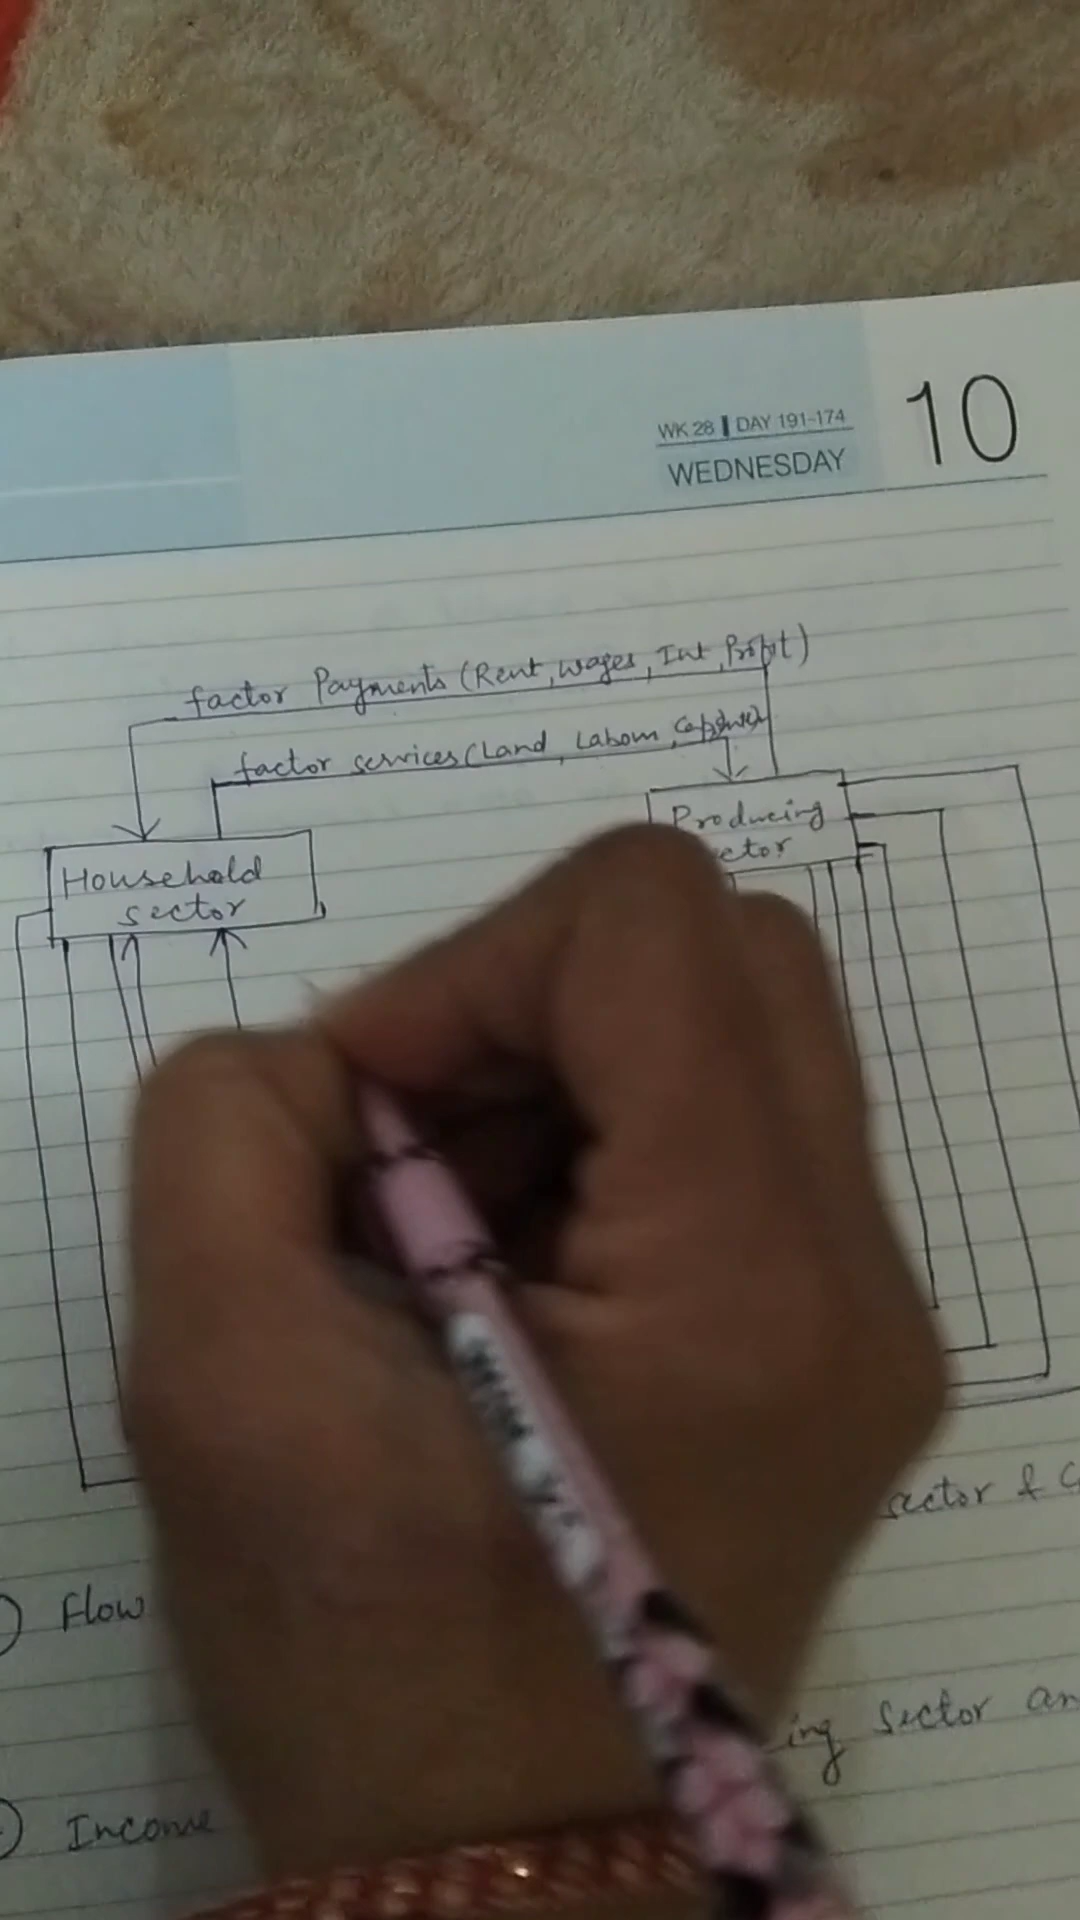 WK 28 | DAY 191-174
WEDNESDAY
10
factor Payments (Rent, wages, Int, Profit)
factor services (Land, Labour,
Producing
Household
sector
sector & 
Flow
ing sector an
Income